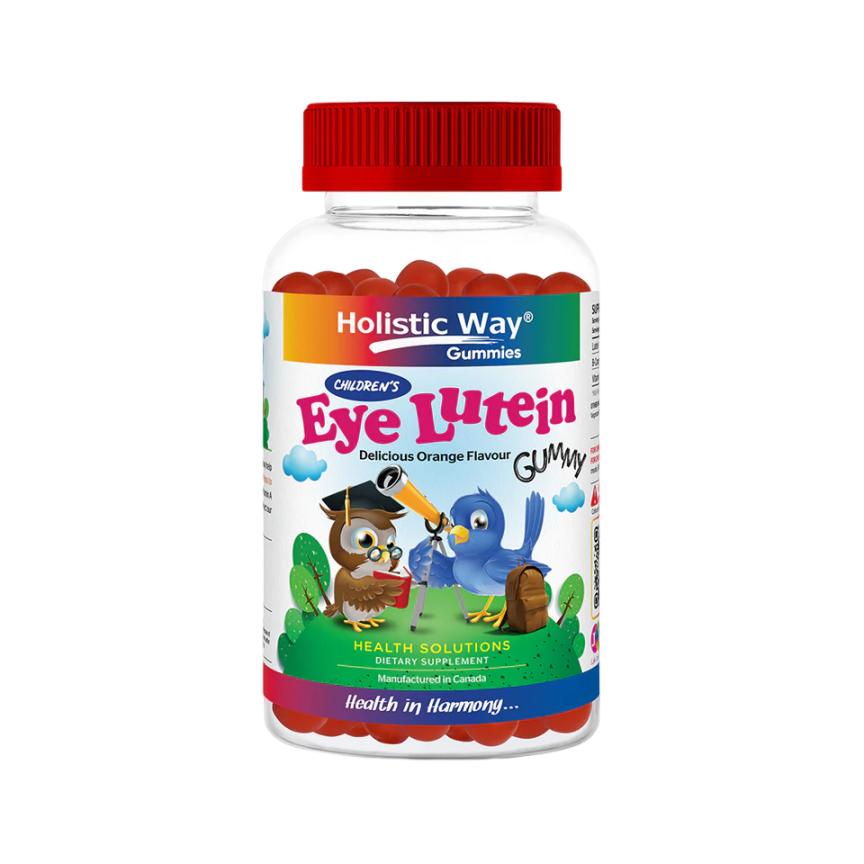 Holistic Way®
Gummies
CHILDREN'S
Eye Lutein
Delicious Orange Flavour
GUMMY
HEALTH SOLUTIONS
DIETARY SUPPLEMENT
Manufactured in Canada
Health in Harmony...